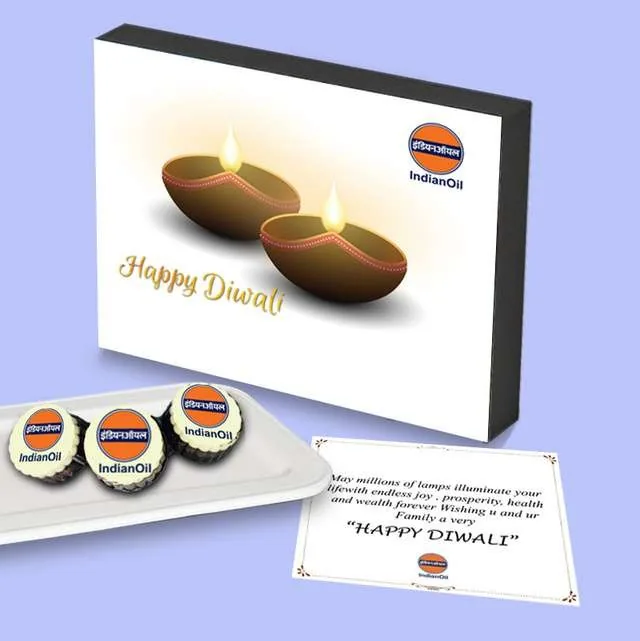 इंडियनऑयल
IndianOil
Happy Diwali
इंडियनऑयल
IndianOil
इंडियनऑयल
IndianOil
इंडियनऑयल
IndianOil
May millions of lamps illuminate your
lifewith endless joy , prosperity, health
and wealth forever Wishing u and ur
Family a very
“HAPPY DIWALI”
इंडियनऑयल
IndianOil